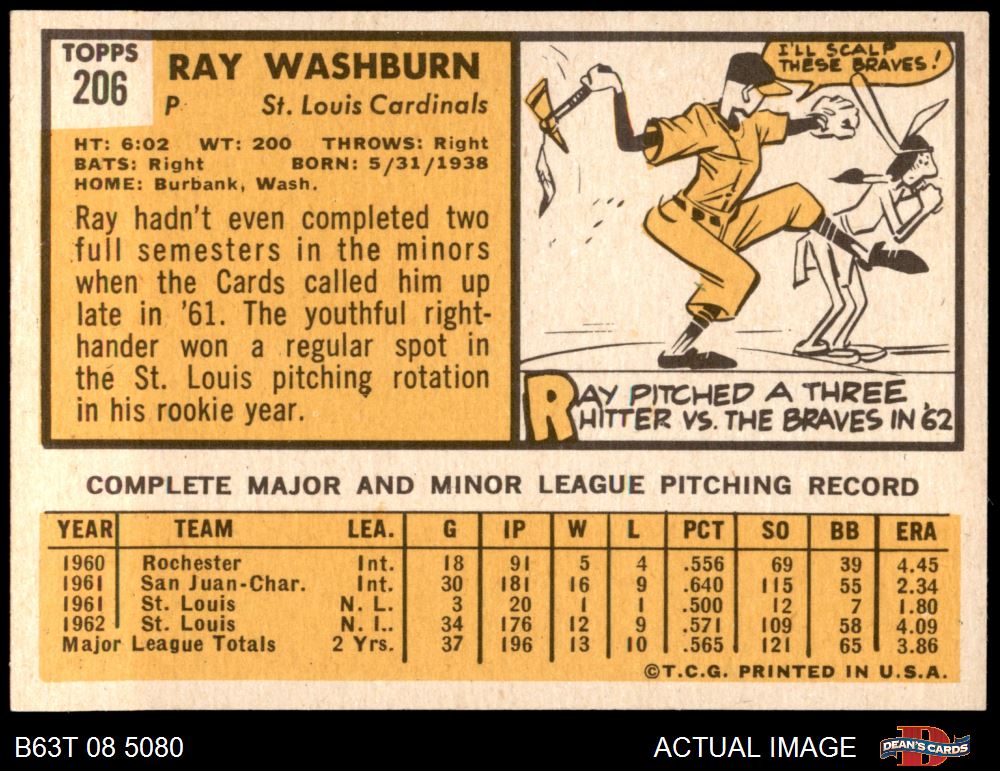 TOPPS
206
RAY WASHBURN
P St. Louis Cardinals
HT: 6:02 WT: 200 THROWS: Right
BATS: Right BORN: 5/31/1938
HOME: Burbank, Wash.
Ray hadn't even completed two
full semesters in the minors
when the Cards called him up
late in '61. The youthful right-
hander won a regular spot in
the St. Louis pitching rotation
in his rookie year.
I'LL SCALP
THESE BRAVES!
RAY PITCHED A THREE
HITTER VS. THE BRAVES IN '62
COMPLETE MAJOR AND MINOR LEAGUE PITCHING RECORD
YEAR TEAM LEA. G IP W L PCT SO BB ERA
1960 Rochester Int. 18 91 5 4 .556 69 39 4.45
1961 San Juan-Char. Int. 30 181 16 9 .640 115 55 2.34
1961 St. Louis N. L. 3 20 1 1 .500 12 7 1.80
1962 St. Louis N. L. 34 176 12 9 .571 109 58 4.09
Major League Totals 2 Yrs. 37 196 13 10 .565 121 65 3.86
©T.C.G. PRINTED IN U.S.A.
B63T 08 5080
ACTUAL IMAGE
DEAN'S CARDS